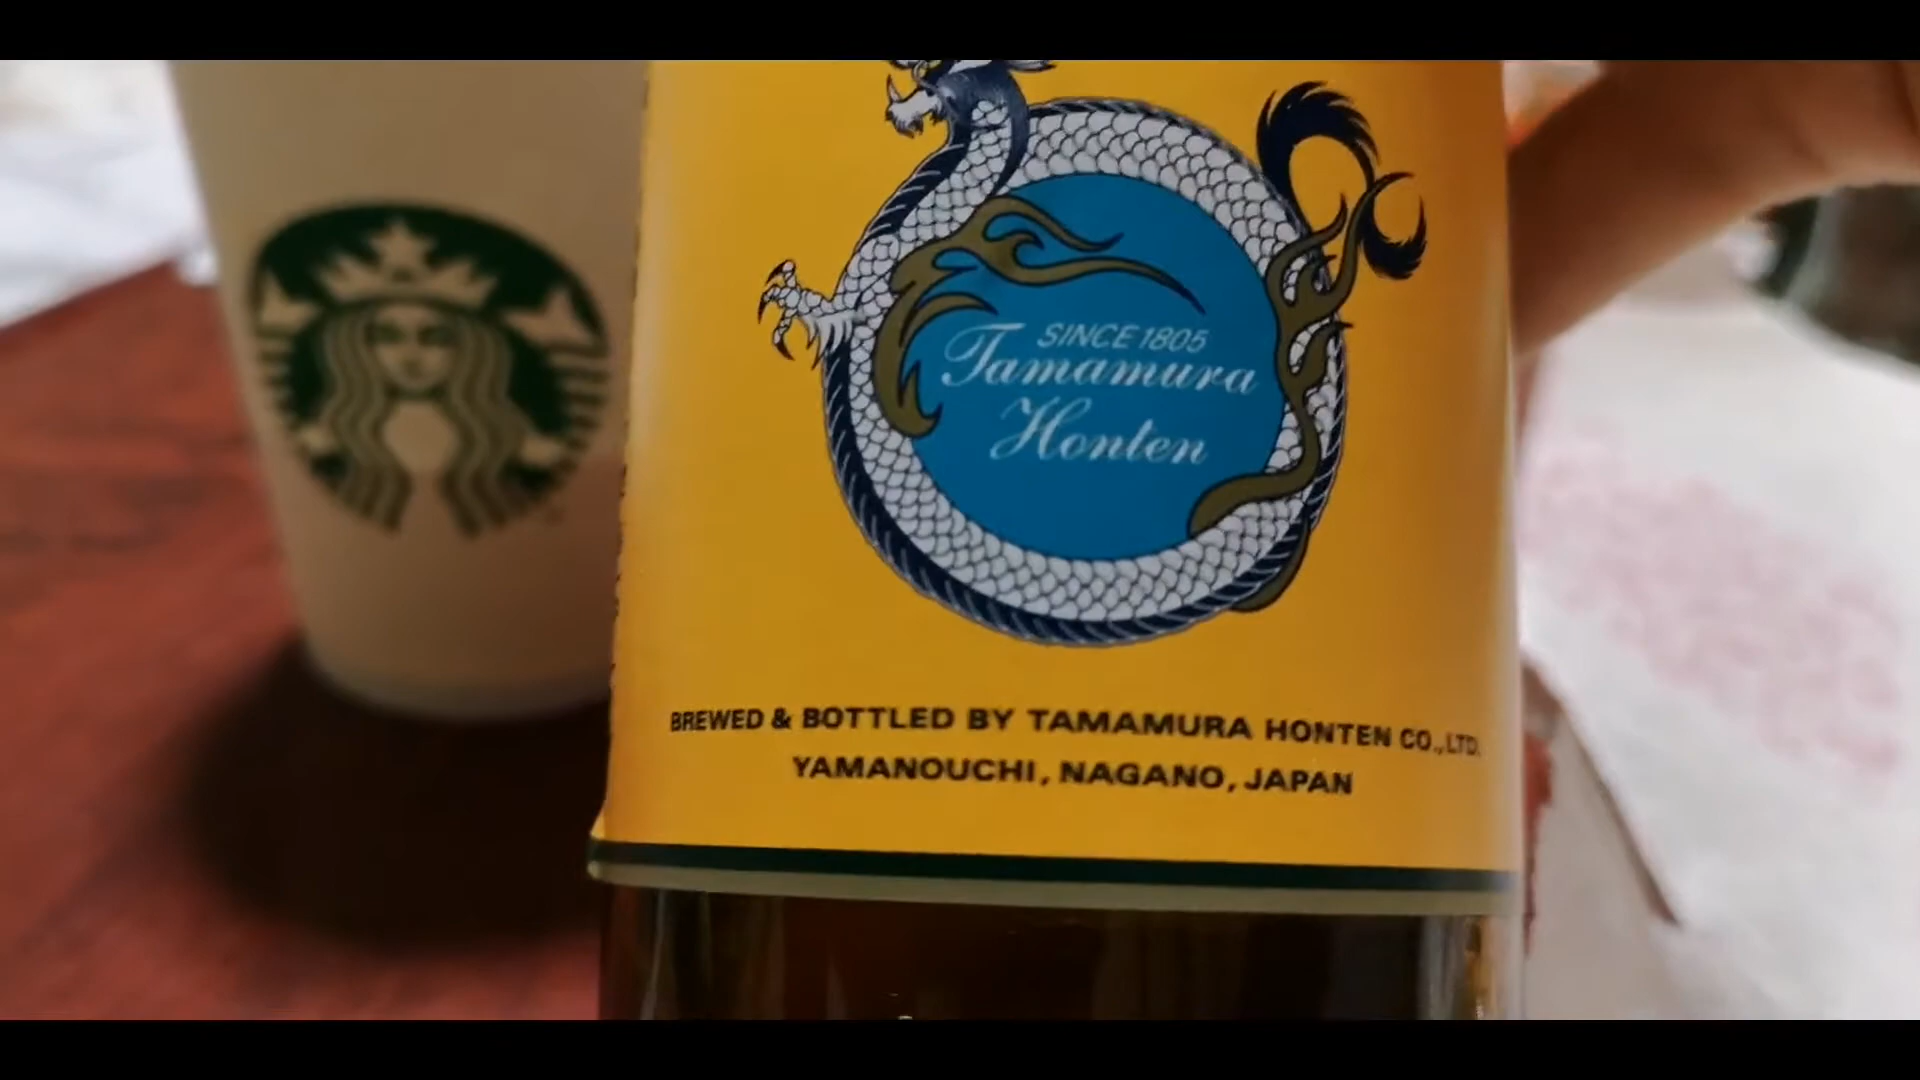 SINCE 1805
Tamamura
Honten
BREWED & BOTTLED BY TAMAMURA HONTEN CO.,LTD.
YAMANOUCHI, NAGANO, JAPAN